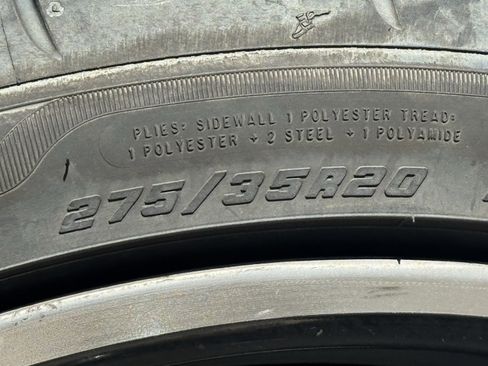 PLIES: SIDEWALL 1 POLYESTER TREAD:
1 POLYESTER + 2 STEEL + 1 POLYAMIDE
275/35R20